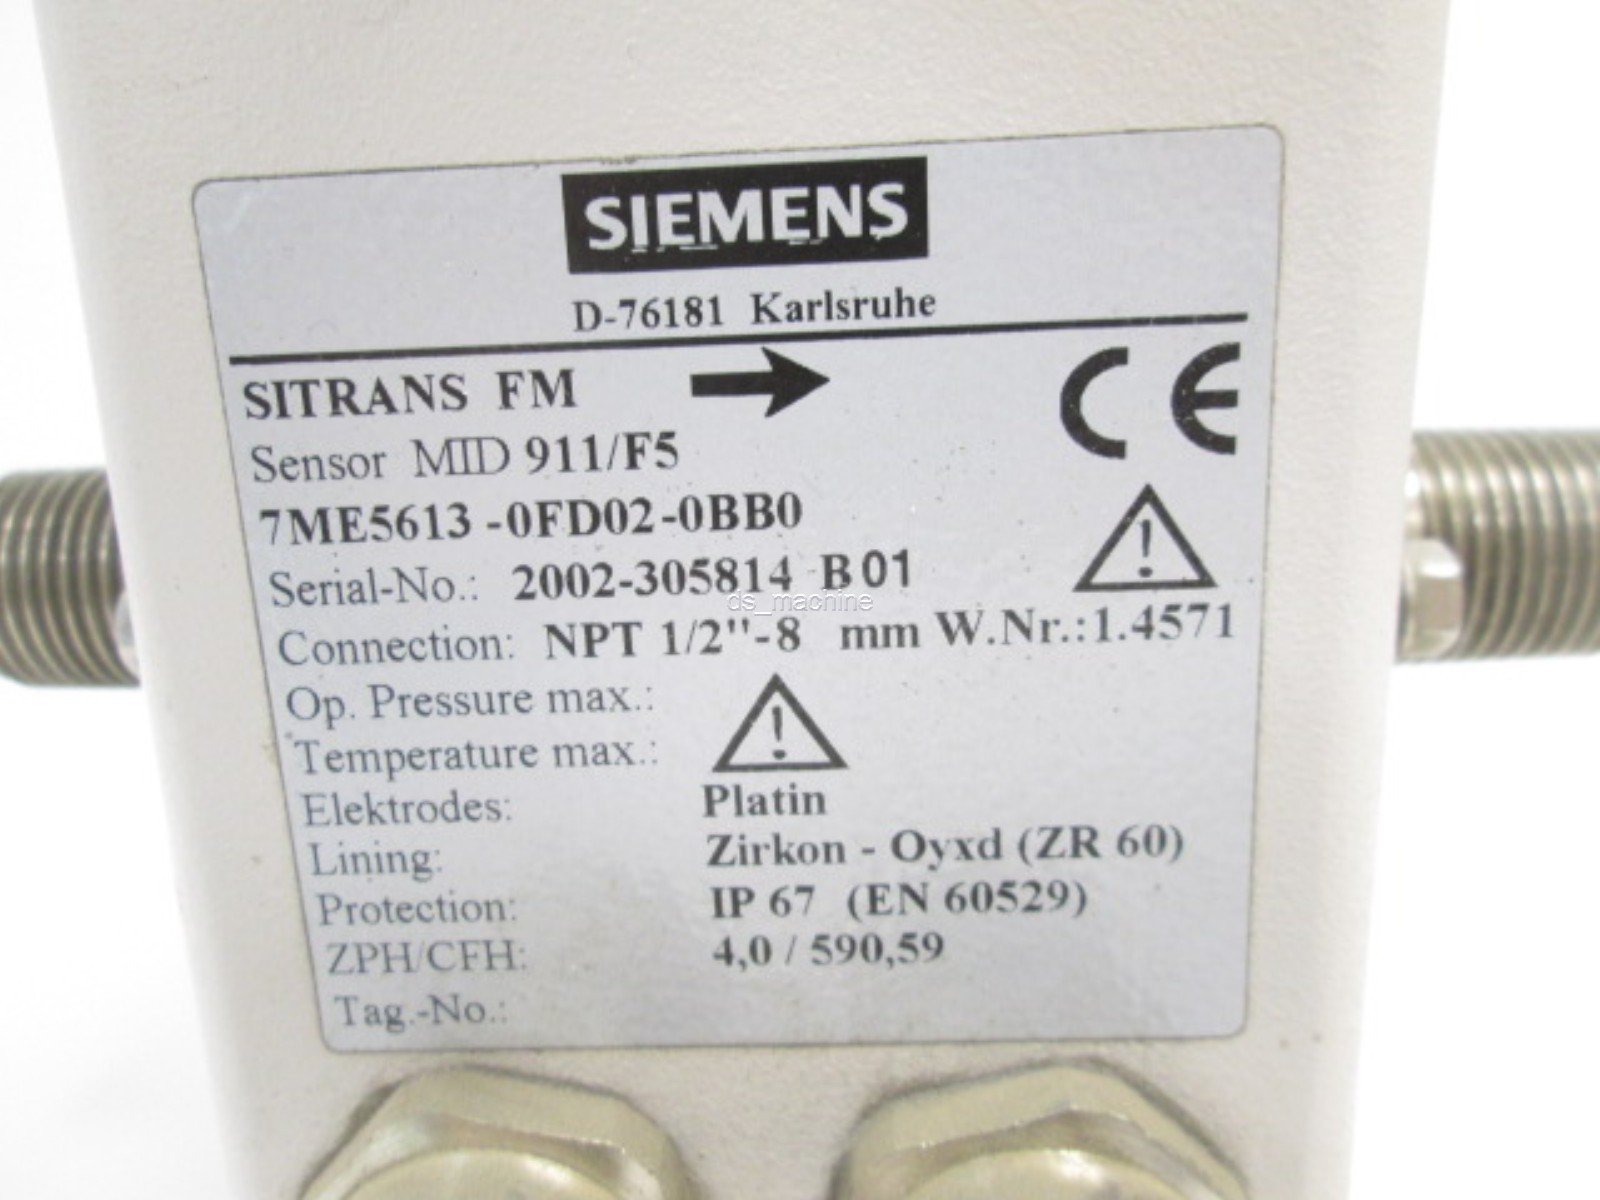 SIEMENS
D-76181 Karlsruhe
SITRANS FM
CE
Sensor MID 911/F5
7ME5613-0FD02-0BB0
Serial-No.: 2002-305814 B01
ds_machine
Connection: NPT 1/2"-8 mm W.Nr.:1.4571
Op. Pressure max.:
Temperature max.:
Elektrodes: Platin
Lining: Zirkon - Oyxd (ZR 60)
Protection: IP 67 (EN 60529)
ZPH/CFH: 4,0 / 590,59
Tag.-No.: